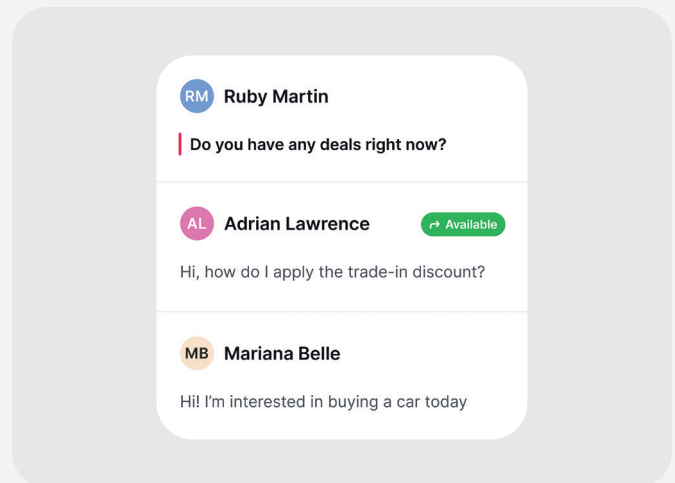 RM Ruby Martin
Do you have any deals right now?
AL Adrian Lawrence Available
Hi, how do I apply the trade-in discount?
MB Mariana Belle
Hi! I'm interested in buying a car today